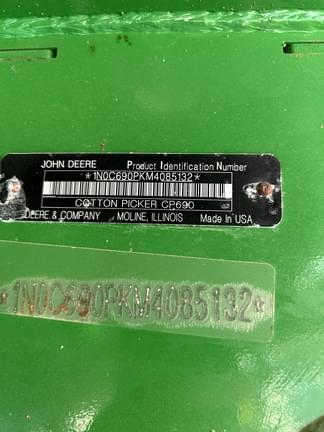 JOHN DEERE Product Identification Number
*1N0C690PKM4085132*
COTTON PICKER CP690
DEERE & COMPANY MOLINE, ILLINOIS Made In USA
*1N0C690PKM4085132*